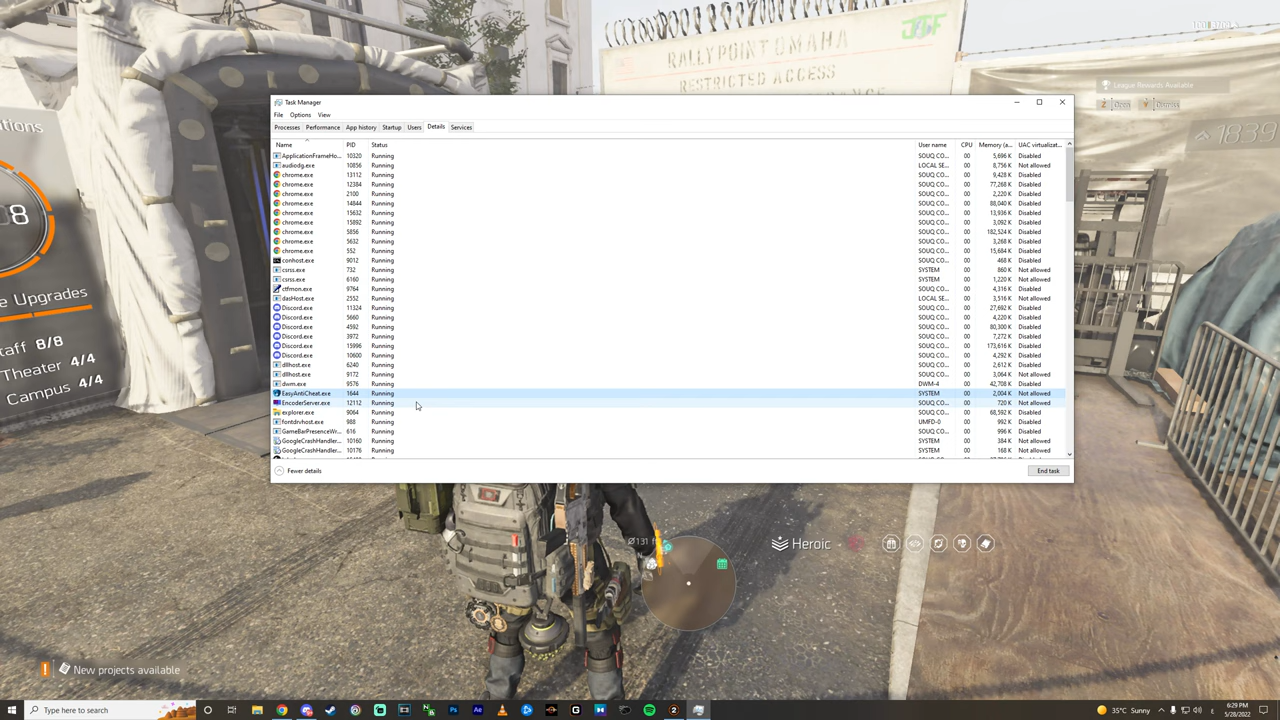 RALLYPOINT OMAHA
JTF
RESTRICTED ACCESS
League Rewards Available
Z Open Y Dismiss
1839
8
e Upgrades
taff 8/8
Theater 4/4
Campus 4/4
Task Manager
File Options View
Processes Performance App history Startup Users Details Services
Name PID Status User name CPU Memory (a... UAC virtualizat...
ApplicationFrameHo... 10320 Running SOUQ CO... 00 5,696 K Disabled
audiodg.exe 10856 Running LOCAL SE... 00 8,756 K Not allowed
chrome.exe 13112 Running SOUQ CO... 00 9,428 K Disabled
chrome.exe 12384 Running SOUQ CO... 00 77,268 K Disabled
chrome.exe 2100 Running SOUQ CO... 00 2,220 K Disabled
chrome.exe 14844 Running SOUQ CO... 00 88,040 K Disabled
chrome.exe 15632 Running SOUQ CO... 00 13,936 K Disabled
chrome.exe 15892 Running SOUQ CO... 00 3,092 K Disabled
chrome.exe 5856 Running SOUQ CO... 00 182,524 K Disabled
chrome.exe 5632 Running SOUQ CO... 00 3,268 K Disabled
chrome.exe 552 Running SOUQ CO... 00 15,684 K Disabled
conhost.exe 9012 Running SOUQ CO... 00 468 K Disabled
csrss.exe 732 Running SYSTEM 00 860 K Not allowed
csrss.exe 6160 Running SYSTEM 00 1,220 K Not allowed
ctfmon.exe 9764 Running SOUQ CO... 00 4,316 K Disabled
dasHost.exe 2552 Running LOCAL SE... 00 3,516 K Not allowed
Discord.exe 11324 Running SOUQ CO... 00 27,692 K Disabled
Discord.exe 5660 Running SOUQ CO... 00 4,220 K Disabled
Discord.exe 4592 Running SOUQ CO... 00 80,300 K Disabled
Discord.exe 3972 Running SOUQ CO... 00 7,272 K Disabled
Discord.exe 15996 Running SOUQ CO... 00 173,616 K Disabled
Discord.exe 10600 Running SOUQ CO... 00 4,292 K Disabled
dllhost.exe 6240 Running SOUQ CO... 00 2,612 K Disabled
dllhost.exe 9172 Running SOUQ CO... 00 3,064 K Not allowed
dwm.exe 9576 Running DWM-4 00 42,708 K Disabled
EasyAntiCheat.exe 1644 Running SYSTEM 00 2,004 K Not allowed
EncoderServer.exe 12112 Running SOUQ CO... 00 720 K Not allowed
explorer.exe 9064 Running SOUQ CO... 00 68,592 K Disabled
fontdrvhost.exe 988 Running UMFD-0 00 992 K Disabled
GameBarPresenceWr... 616 Running SOUQ CO... 00 996 K Disabled
GoogleCrashHandler... 10160 Running SYSTEM 00 384 K Not allowed
GoogleCrashHandler... 10176 Running SYSTEM 00 168 K Not allowed
Fewer details End task
131 ft
N
Heroic
New projects available
Type here to search
35°C Sunny
6:29 PM
5/28/2022